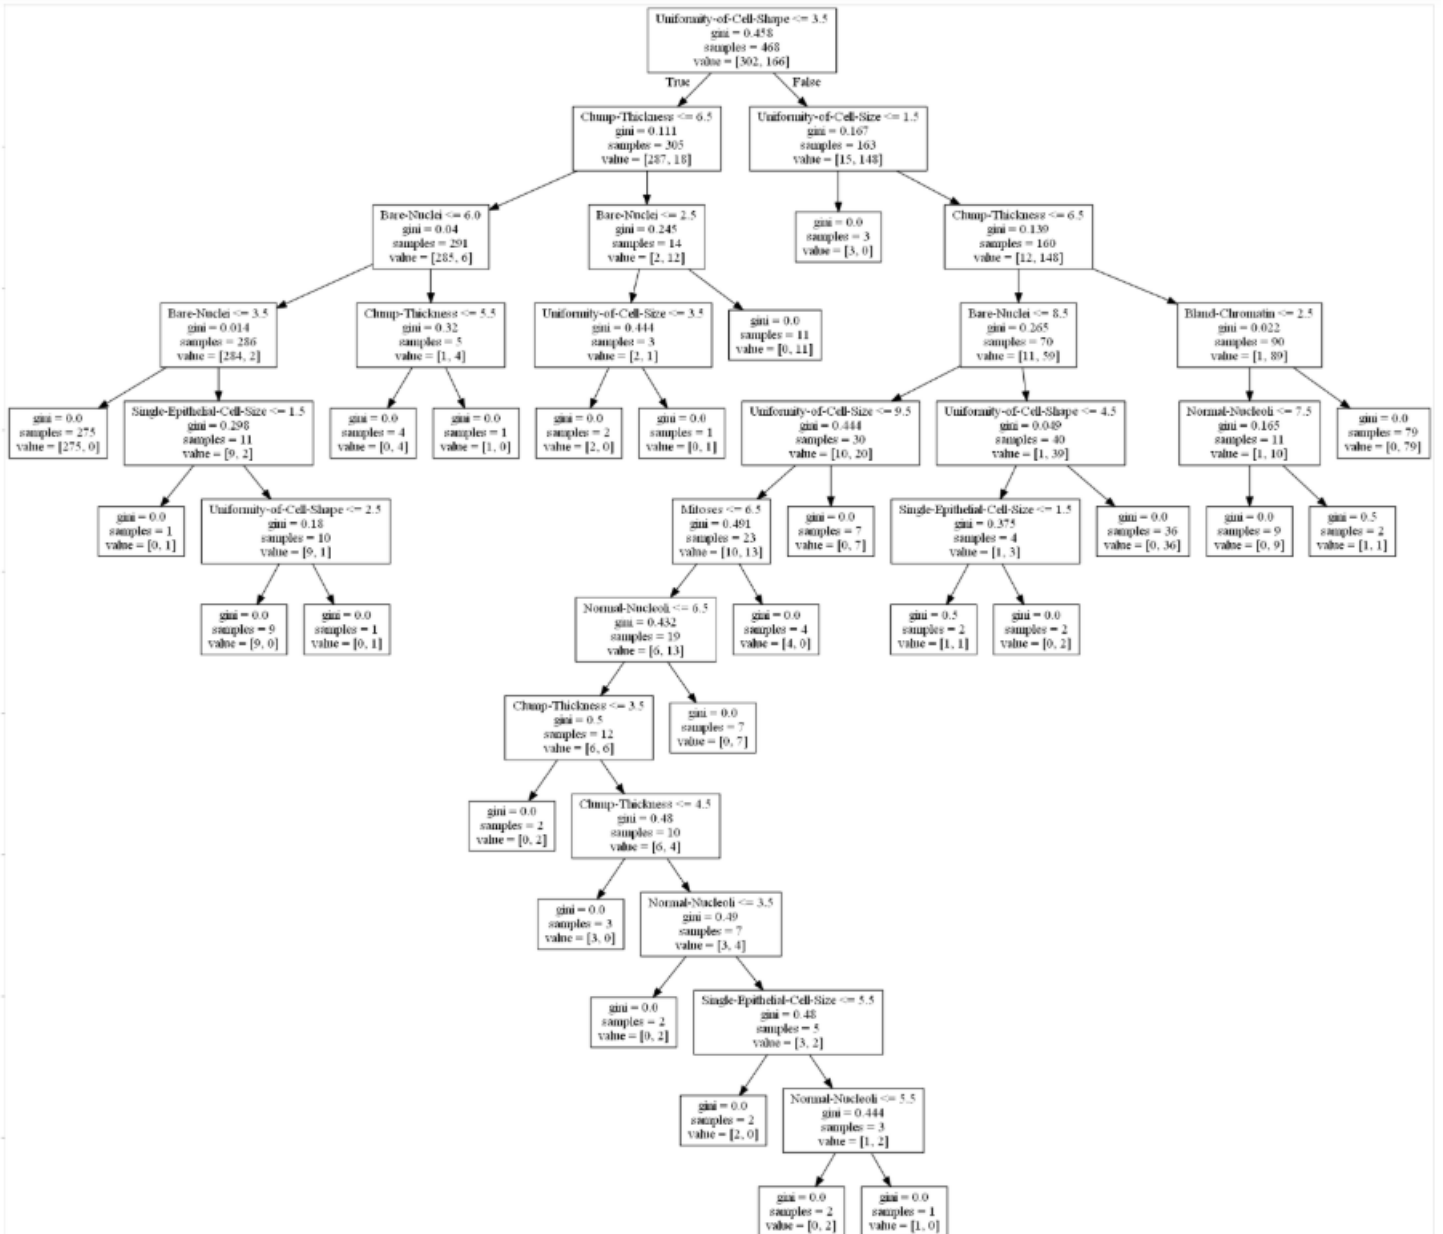 Uniformity-of-Cell-Shape <= 3.5
gini = 0.458
samples = 468
value = [302, 166]
True
False
Clump-Thickness <= 6.5
gini = 0.111
samples = 305
value = [287, 18]
Uniformity-of-Cell-Size <= 1.5
gini = 0.167
samples = 163
value = [15, 148]
Bare-Nuclei <= 6.0
gini = 0.04
samples = 291
value = [285, 6]
Bare-Nuclei <= 2.5
gini = 0.245
samples = 14
value = [2, 12]
gini = 0.0
samples = 3
value = [3, 0]
Clump-Thickness <= 6.5
gini = 0.139
samples = 160
value = [12, 148]
Bare-Nuclei <= 3.5
gini = 0.014
samples = 286
value = [284, 2]
Clump-Thickness <= 5.5
gini = 0.32
samples = 5
value = [1, 4]
Uniformity-of-Cell-Size <= 3.5
gini = 0.444
samples = 3
value = [2, 1]
gini = 0.0
samples = 11
value = [0, 11]
Bare-Nuclei <= 8.5
gini = 0.265
samples = 70
value = [11, 59]
Bland-Chromatin <= 2.5
gini = 0.022
samples = 90
value = [1, 89]
gini = 0.0
samples = 275
value = [275, 0]
Single-Epithelial-Cell-Size <= 1.5
gini = 0.298
samples = 11
value = [9, 2]
gini = 0.0
samples = 4
value = [0, 4]
gini = 0.0
samples = 1
value = [1, 0]
gini = 0.0
samples = 2
value = [2, 0]
gini = 0.0
samples = 1
value = [0, 1]
Uniformity-of-Cell-Size <= 9.5
gini = 0.444
samples = 30
value = [10, 20]
Uniformity-of-Cell-Shape <= 4.5
gini = 0.049
samples = 40
value = [1, 39]
Normal-Nucleoli <= 7.5
gini = 0.165
samples = 11
value = [1, 10]
gini = 0.0
samples = 79
value = [0, 79]
gini = 0.0
samples = 1
value = [0, 1]
Uniformity-of-Cell-Shape <= 2.5
gini = 0.18
samples = 10
value = [9, 1]
Mitoses <= 6.5
gini = 0.491
samples = 23
value = [10, 13]
gini = 0.0
samples = 7
value = [0, 7]
Single-Epithelial-Cell-Size <= 1.5
gini = 0.375
samples = 4
value = [1, 3]
gini = 0.0
samples = 36
value = [0, 36]
gini = 0.0
samples = 9
value = [0, 9]
gini = 0.5
samples = 2
value = [1, 1]
gini = 0.0
samples = 9
value = [9, 0]
gini = 0.0
samples = 1
value = [0, 1]
Normal-Nucleoli <= 6.5
gini = 0.432
samples = 19
value = [6, 13]
gini = 0.0
samples = 4
value = [4, 0]
gini = 0.5
samples = 2
value = [1, 1]
gini = 0.0
samples = 2
value = [0, 2]
Clump-Thickness <= 3.5
gini = 0.5
samples = 12
value = [6, 6]
gini = 0.0
samples = 7
value = [0, 7]
gini = 0.0
samples = 2
value = [0, 2]
Clump-Thickness <= 4.5
gini = 0.48
samples = 10
value = [6, 4]
gini = 0.0
samples = 3
value = [3, 0]
Normal-Nucleoli <= 3.5
gini = 0.49
samples = 7
value = [3, 4]
gini = 0.0
samples = 2
value = [0, 2]
Single-Epithelial-Cell-Size <= 5.5
gini = 0.48
samples = 5
value = [3, 2]
gini = 0.0
samples = 2
value = [2, 0]
Normal-Nucleoli <= 5.5
gini = 0.444
samples = 3
value = [1, 2]
gini = 0.0
samples = 2
value = [0, 2]
gini = 0.0
samples = 1
value = [1, 0]